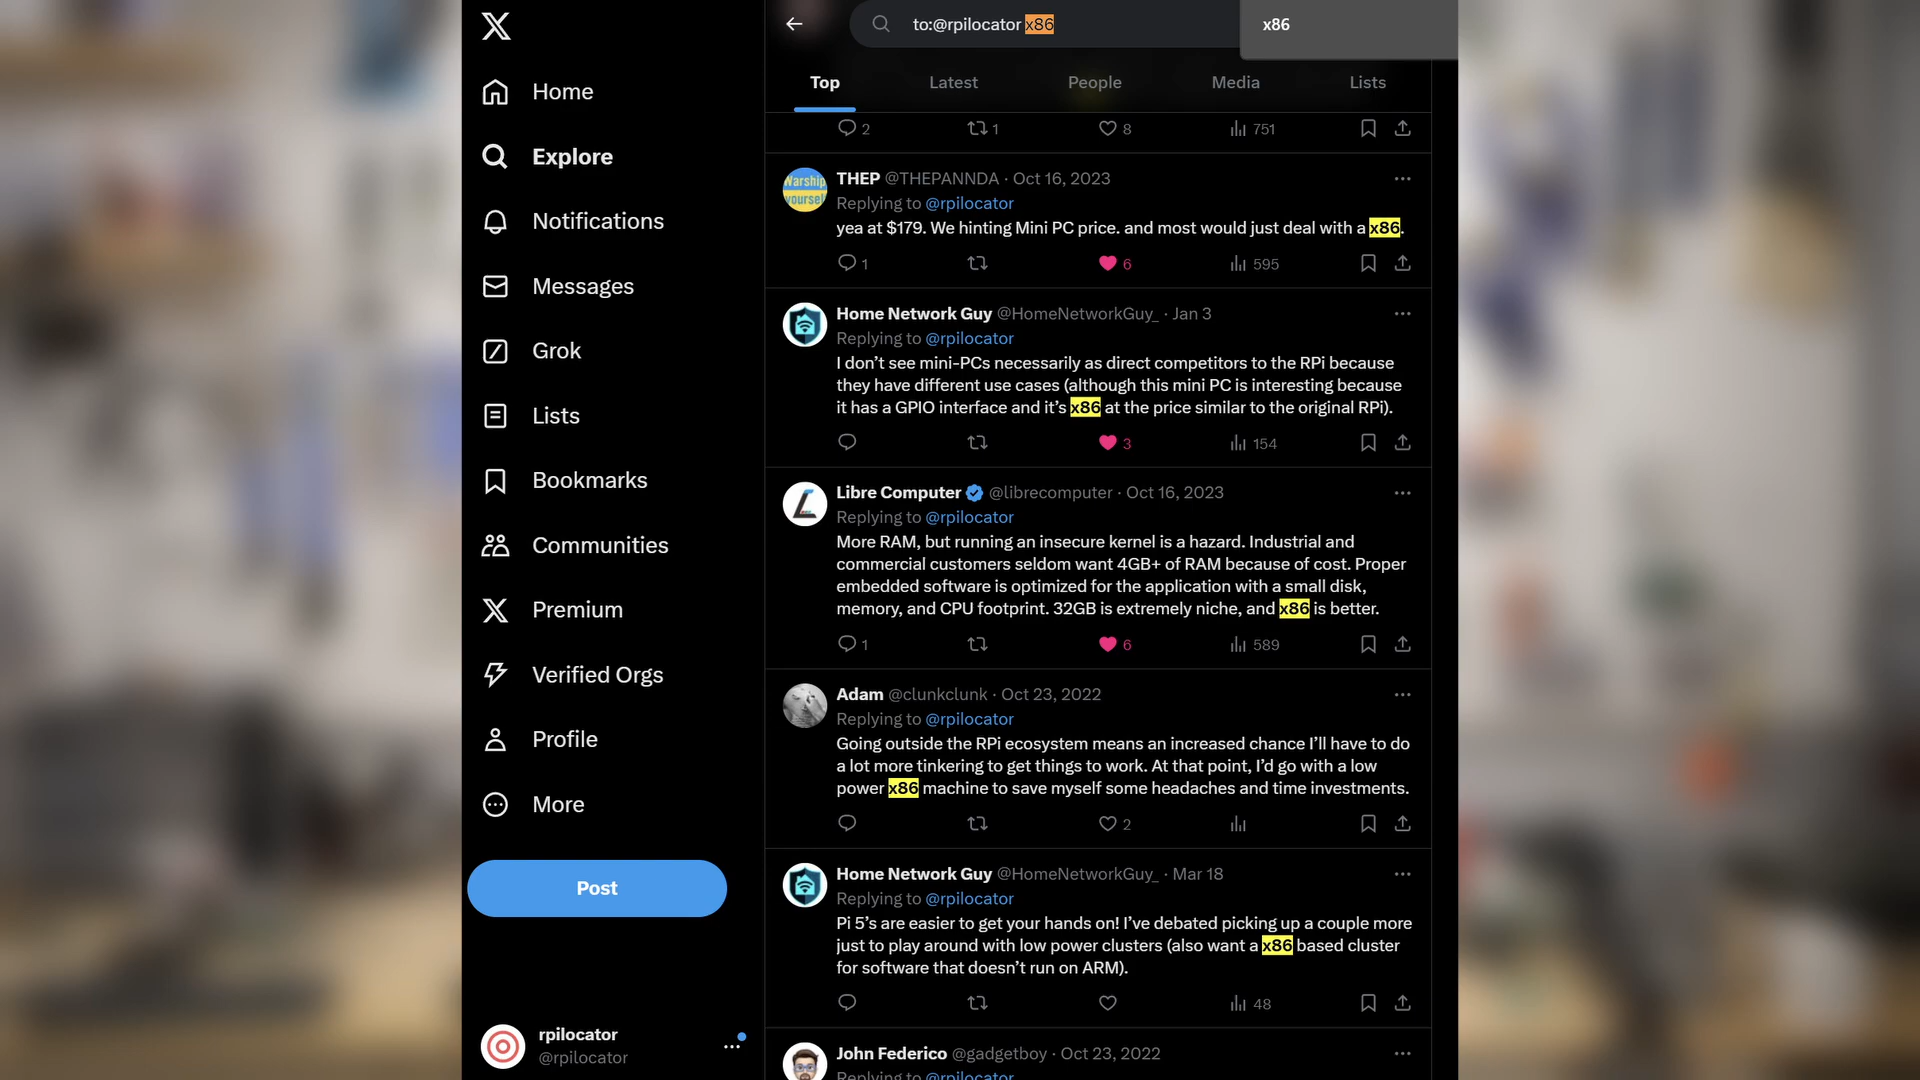 to:@rpilocator x86
x86
Home
Explore
Notifications
Messages
Grok
Lists
Bookmarks
Communities
Premium
Verified Orgs
Profile
More
Post
rpilocator
@rpilocator
Top Latest People Media Lists
2 1 8 751
Warship
yourself
THEP @THEPANNDA · Oct 16, 2023
Replying to @rpilocator
yea at $179. We hinting Mini PC price. and most would just deal with a x86.
1 6 595
Home Network Guy @HomeNetworkGuy_ · Jan 3
Replying to @rpilocator
I don’t see mini-PCs necessarily as direct competitors to the RPi because
they have different use cases (although this mini PC is interesting because
it has a GPIO interface and it’s x86 at the price similar to the original RPi).
3 154
Libre Computer @librecomputer · Oct 16, 2023
Replying to @rpilocator
More RAM, but running an insecure kernel is a hazard. Industrial and
commercial customers seldom want 4GB+ of RAM because of cost. Proper
embedded software is optimized for the application with a small disk,
memory, and CPU footprint. 32GB is extremely niche, and x86 is better.
1 6 589
Adam @clunkclunk · Oct 23, 2022
Replying to @rpilocator
Going outside the RPi ecosystem means an increased chance I’ll have to do
a lot more tinkering to get things to work. At that point, I’d go with a low
power x86 machine to save myself some headaches and time investments.
2
Home Network Guy @HomeNetworkGuy_ · Mar 18
Replying to @rpilocator
Pi 5’s are easier to get your hands on! I’ve debated picking up a couple more
just to play around with low power clusters (also want a x86 based cluster
for software that doesn’t run on ARM).
48
John Federico @gadgetboy · Oct 23, 2022
Replying to @rpilocator